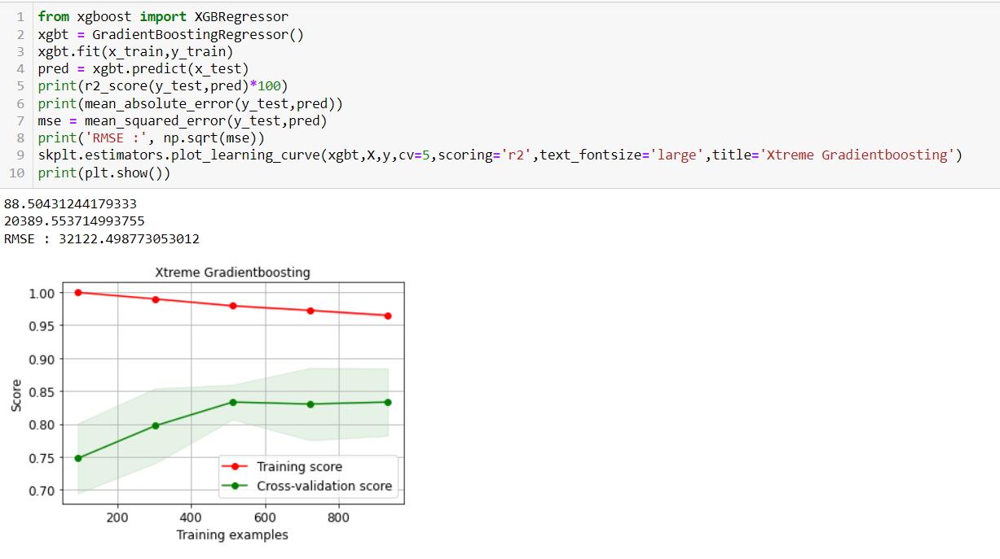 1 from xgboost import XGBRegressor
2 xgbt = GradientBoostingRegressor()
3 xgbt.fit(x_train,y_train)
4 pred = xgbt.predict(x_test)
5 print(r2_score(y_test,pred)*100)
6 print(mean_absolute_error(y_test,pred))
7 mse = mean_squared_error(y_test,pred)
8 print('RMSE :', np.sqrt(mse))
9 skplt.estimators.plot_learning_curve(xgbt,X,y,cv=5,scoring='r2',text_fontsize='large',title='Xtreme Gradientboosting')
10 print(plt.show())
88.50431244179333
20389.553714993755
RMSE : 32122.498773053012
Xtreme Gradientboosting
1.00
0.95
0.90
0.85
0.80
0.75
0.70
Score
Training score
Cross-validation score
200 400 600 800
Training examples